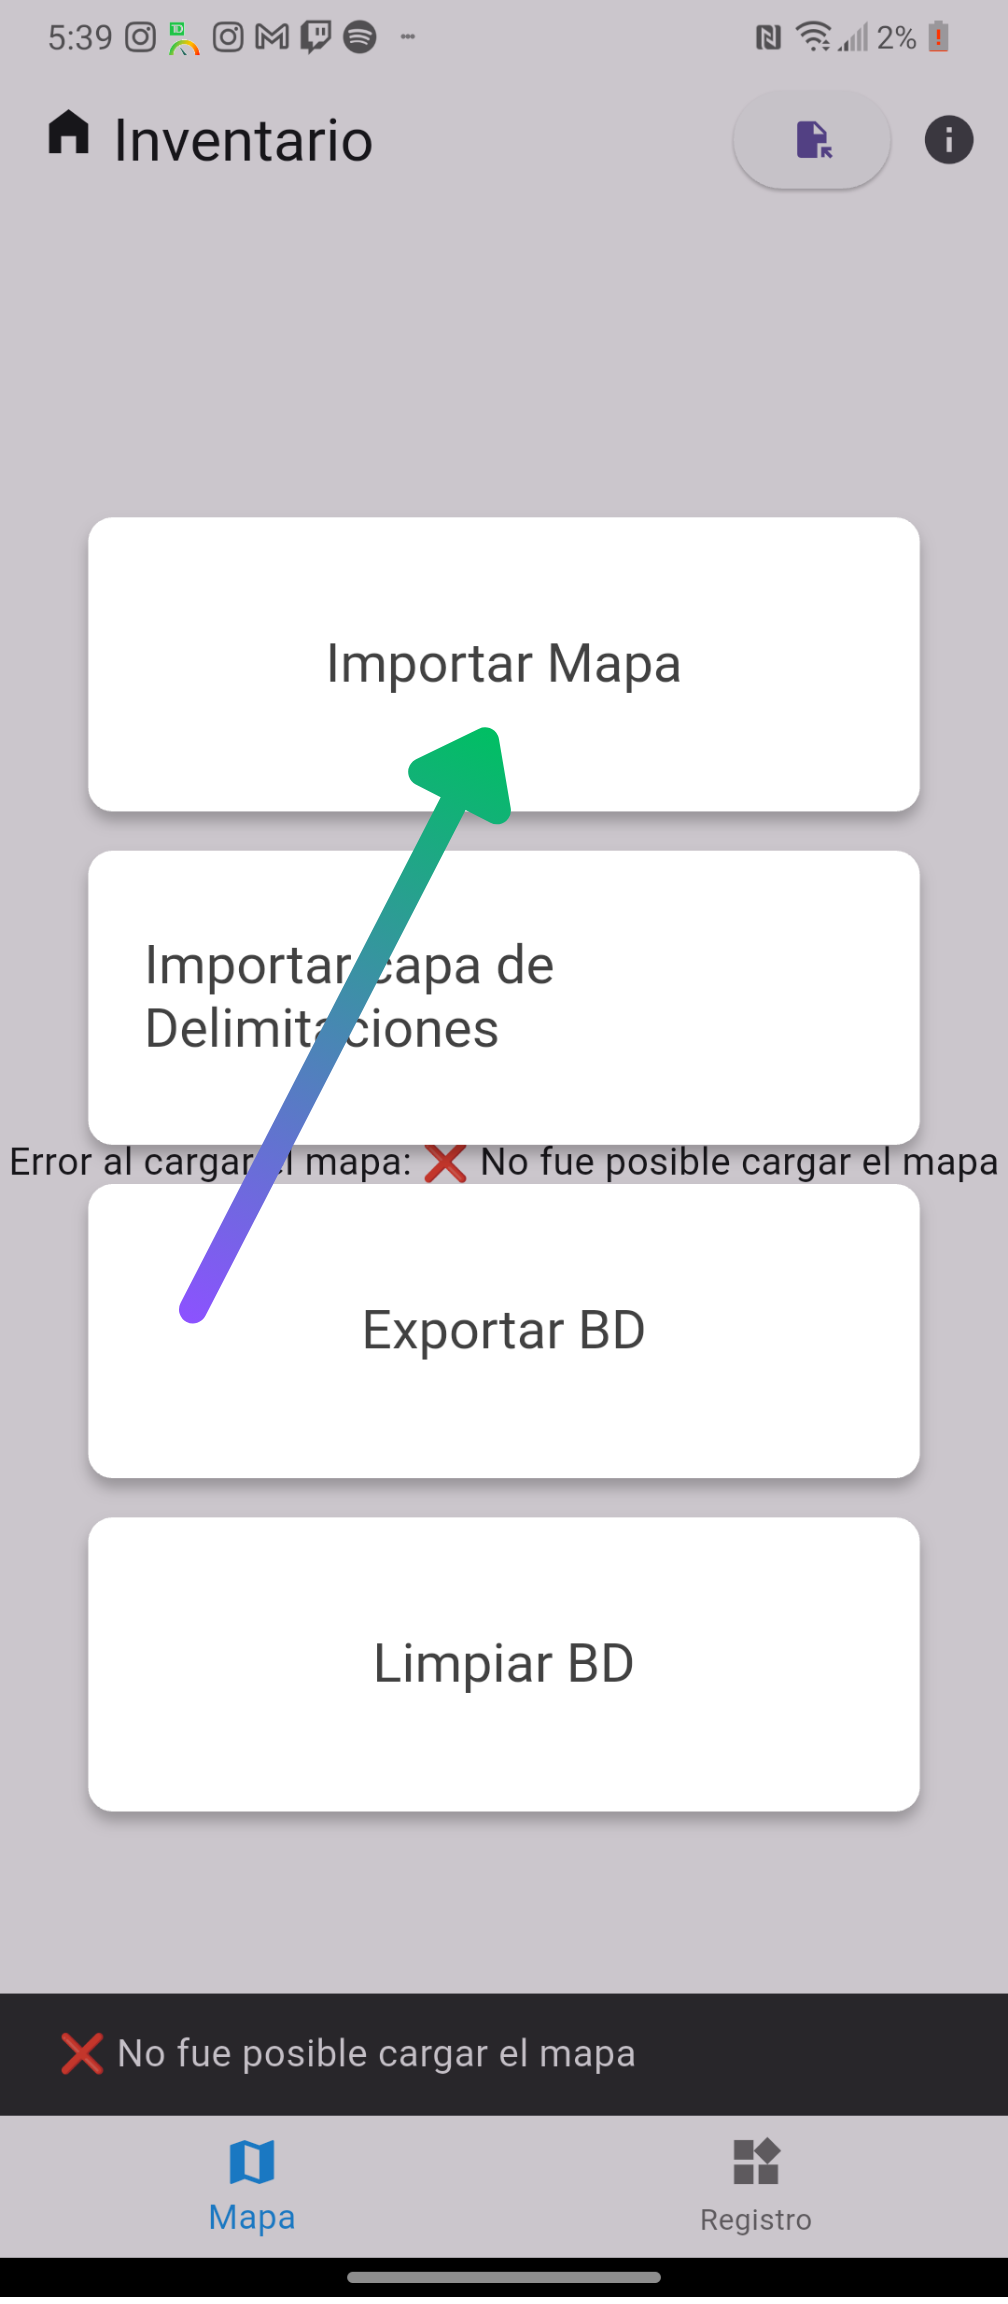 5:39
2%
Inventario
Importar Mapa
Importar capa de
Delimitaciones
Error al cargar el mapa: ❌ No fue posible cargar el mapa
Exportar BD
Limpiar BD
❌ No fue posible cargar el mapa
Mapa
Registro